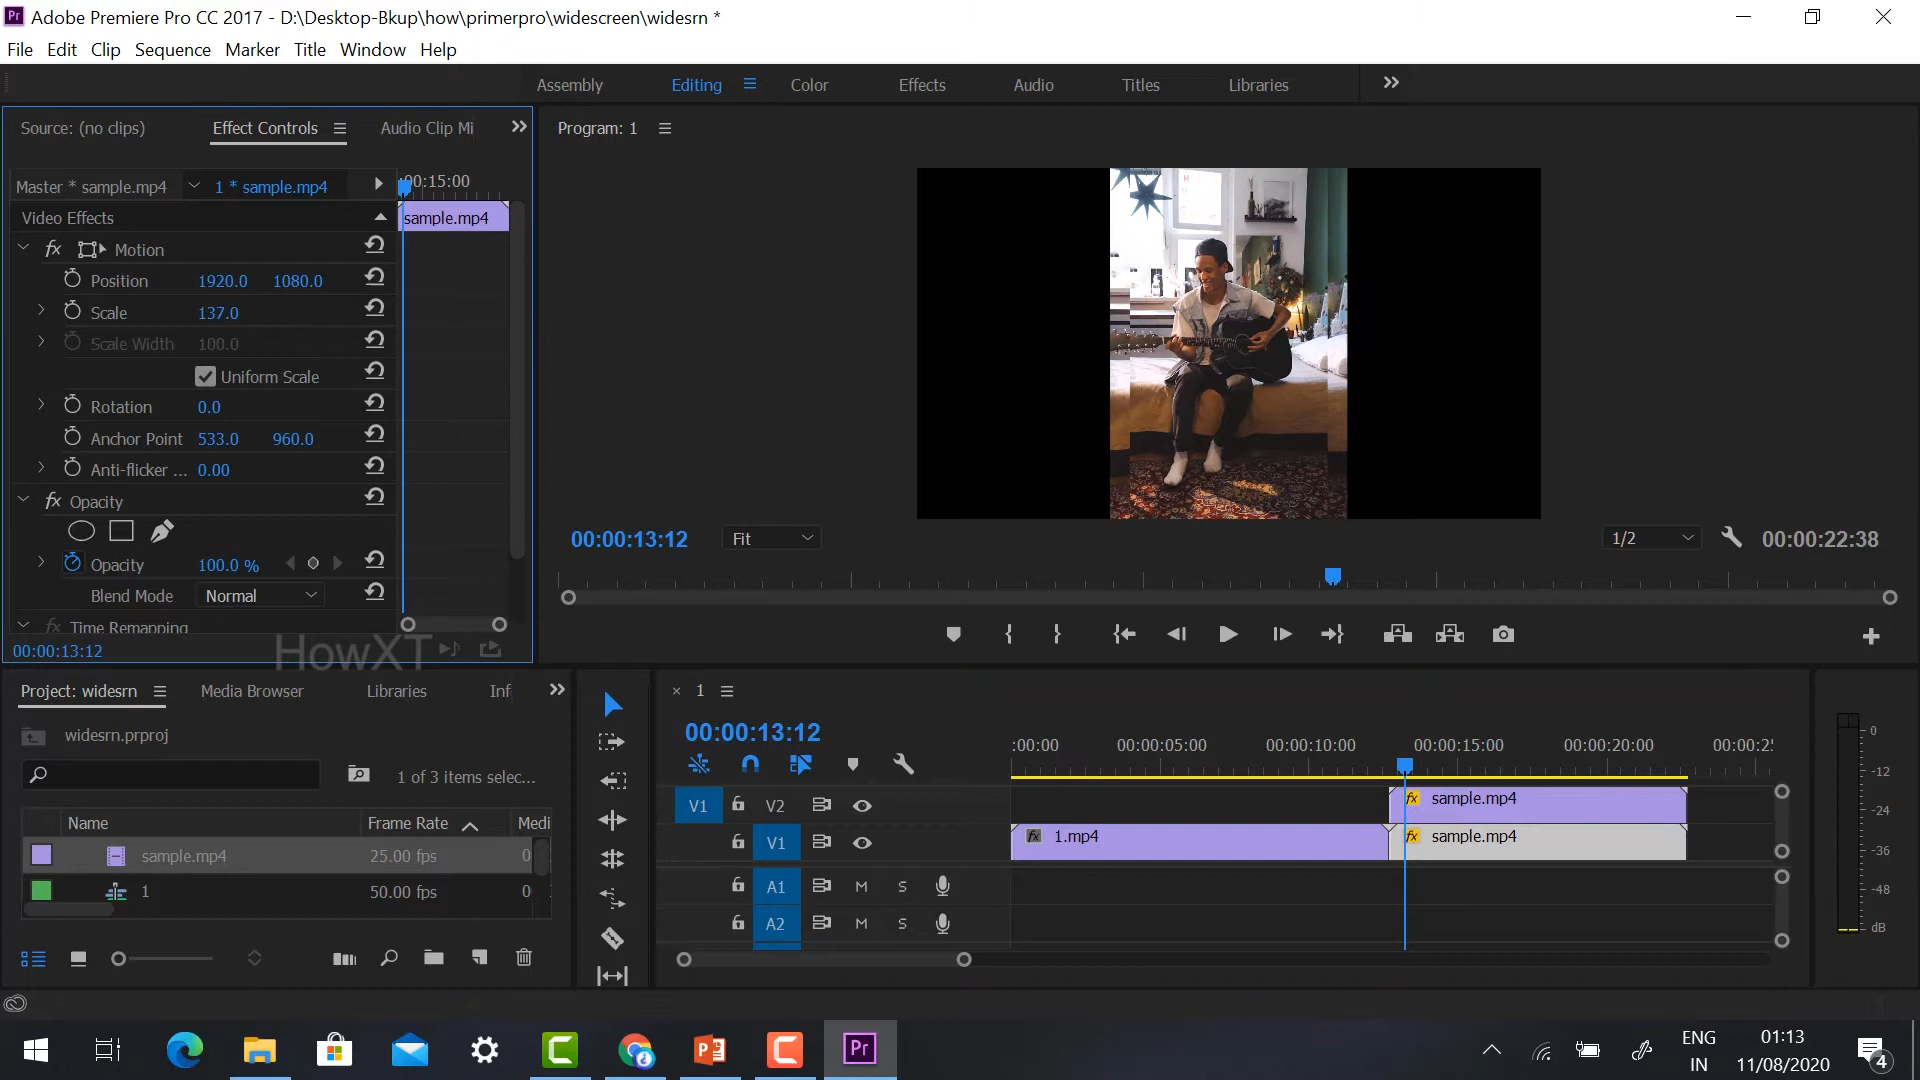 Adobe Premiere Pro CC 2017 - D:\Desktop-Bkup\how\primerpro\widescreen\widesrn *
File Edit Clip Sequence Marker Title Window Help
Assembly Editing Color Effects Audio Titles Libraries
Source: (no clips) Effect Controls Audio Clip Mi
Program: 1
Master * sample.mp4 1 * sample.mp4
:00:15:00
Video Effects
sample.mp4
fx Motion
Position 1920.0 1080.0
Scale 137.0
Scale Width 100.0
Uniform Scale
Rotation 0.0
Anchor Point 533.0 960.0
Anti-flicker ... 0.00
fx Opacity
Opacity 100.0 %
Blend Mode Normal
fx Time Remapping
00:00:13:12
HowXT
00:00:13:12 Fit 1/2 00:00:22:38
Project: widesrn Media Browser Libraries Inf
widesrn.prproj
1 of 3 items selec...
Name Frame Rate Medi
sample.mp4 25.00 fps 0
1 50.00 fps 0
× 1
00:00:13:12
:00:00 00:00:05:00 00:00:10:00 00:00:15:00 00:00:20:00 00:00:25:
V1 V2 fx sample.mp4
V1 fx 1.mp4 fx sample.mp4
A1 M S
A2 M S
0
-12
-24
-36
-48
dB
Pr
ENG
IN
01:13
11/08/2020
4